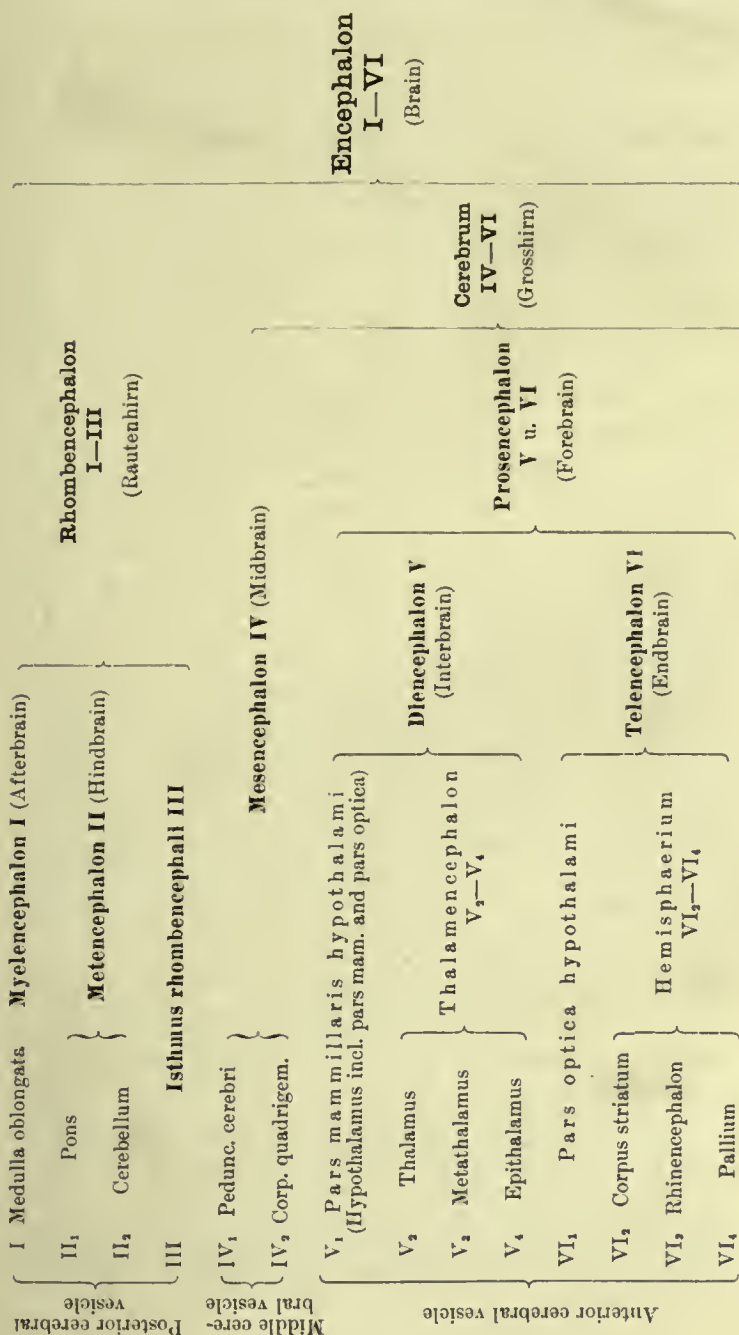 Posterior cerebral
vesicle
I Medulla oblongata Myelencephalon I (Afterbrain)
II₁ Pons
II₂ Cerebellum
Metencephalon II (Hindbrain)
III Isthmus rhombencephali III
Rhombencephalon
I—III
(Rautenhirn)
Middle cere-
bral vesicle
IV₁ Pedunc. cerebri
IV₂ Corp. quadrigem.
Mesencephalon IV (Midbrain)
Anterior cerebral vesicle
V₁ Pars mammillaris hypothalami
(Hypothalamus incl. pars mam. and pars optica)
V₂ Thalamus
V₃ Metathalamus
V₄ Epithalamus
Thalamencephalon
V₂—V₄
Diencephalon V
(Interbrain)
VI₁ Pars optica hypothalami
VI₂ Corpus striatum
VI₃ Rhinencephalon
VI₄ Pallium
Hemisphaerium
VI₂—VI₄
Telencephalon VI
(Endbrain)
Prosencephalon
V u. VI
(Forebrain)
Cerebrum
IV—VI
(Grosshirn)
Encephalon
I—VI
(Brain)